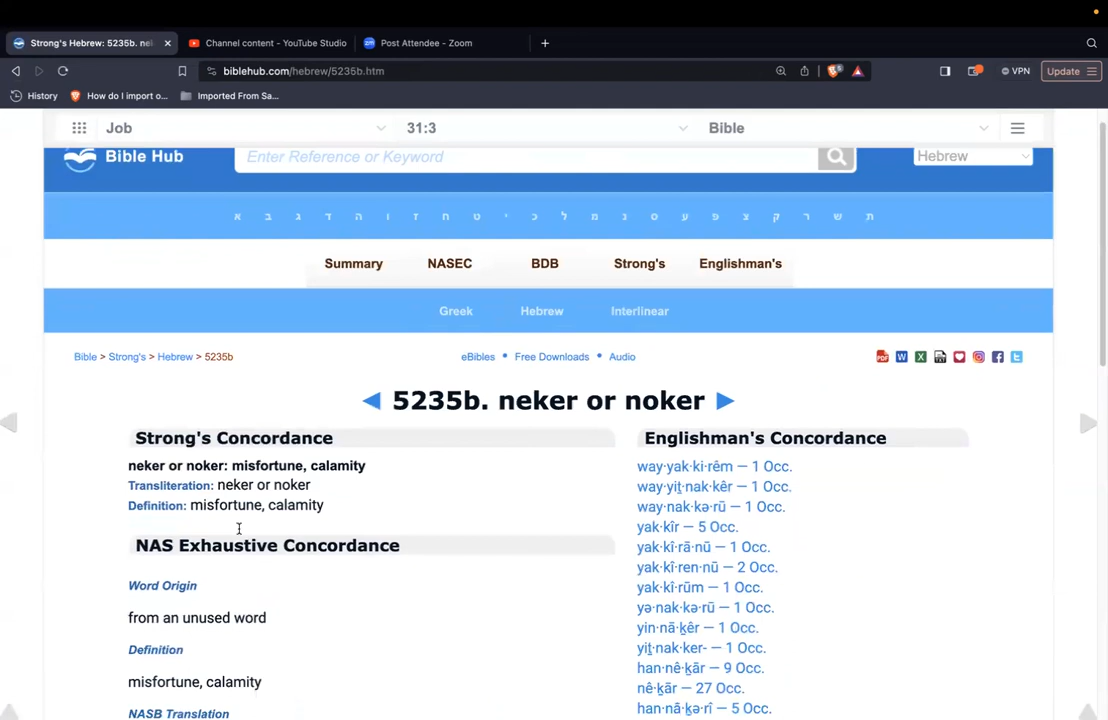 Strong's Hebrew: 5235b. nel
Channel content - YouTube Studio
Post Attendee - Zoom
biblehub.com/hebrew/5235b.htm
VPN
Update
History
How do I import o...
Imported From Sa...
Job
31:3
Bible
Bible Hub
Enter Reference or Keyword
Hebrew
א ב ג ד ה ו ז ח ט י כ ל מ נ ס ע פ צ ק ר ש ת
Summary NASEC BDB Strong's Englishman's
Greek Hebrew Interlinear
Bible > Strong's > Hebrew > 5235b
eBibles • Free Downloads • Audio
◀ 5235b. neker or noker ▶
Strong's Concordance
neker or noker: misfortune, calamity
Transliteration: neker or noker
Definition: misfortune, calamity
NAS Exhaustive Concordance
Word Origin
from an unused word
Definition
misfortune, calamity
NASB Translation
Englishman's Concordance
way·yak·ki·rêm — 1 Occ.
way·yiṯ·nak·kêr — 1 Occ.
way·nak·kə·rū — 1 Occ.
yak·kîr — 5 Occ.
yak·kî·rā·nū — 1 Occ.
yak·kî·ren·nū — 2 Occ.
yak·kî·rūm — 1 Occ.
yə·nak·kə·rū — 1 Occ.
yin·nā·ḵêr — 1 Occ.
yiṯ·nak·ker- — 1 Occ.
han·nê·ḵār — 9 Occ.
nê·ḵār — 27 Occ.
han·nā·ḵə·rî — 5 Occ.